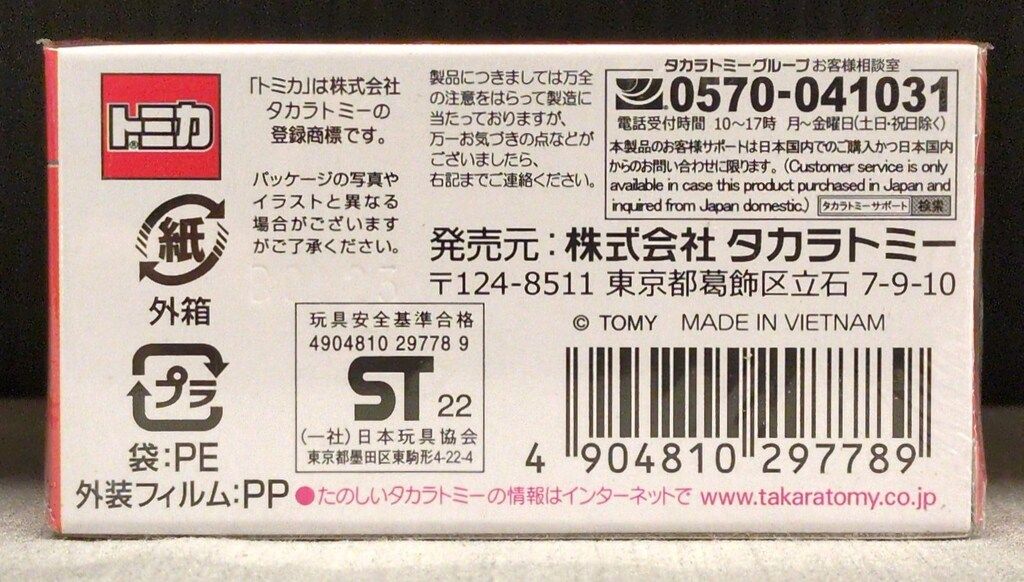 トミカ®
「トミカ」は株式会社
タカラトミーの
登録商標です。
パッケージの写真や
イラストと異なる
場合がございます
がご了承ください。
紙
外箱
プラ
袋:PE
外装フィルム:PP
製品につきましては万全
の注意をはらって製造に
当たっておりますが、
万一お気づきの点などが
ございましたら、
右記までご連絡ください。
タカラトミーグループお客様相談室
0570-041031
電話受付時間 10〜17時 月〜金曜日(土日・祝日除く)
本製品のお客様サポートは日本国内でのご購入かつ日本国内
からのお問い合わせに限ります。(Customer service is only
available in case this product purchased in Japan and
inquired from Japan domestic.) タカラトミーサポート 検索
発売元:株式会社 タカラトミー
〒124-8511 東京都葛飾区立石 7-9-10
© TOMY MADE IN VIETNAM
玩具安全基準合格
4904810 29778 9
ST 22
(一社)日本玩具協会
東京都墨田区東駒形4-22-4
4 904810 297789
●たのしいタカラトミーの情報はインターネットで www.takaratomy.co.jp